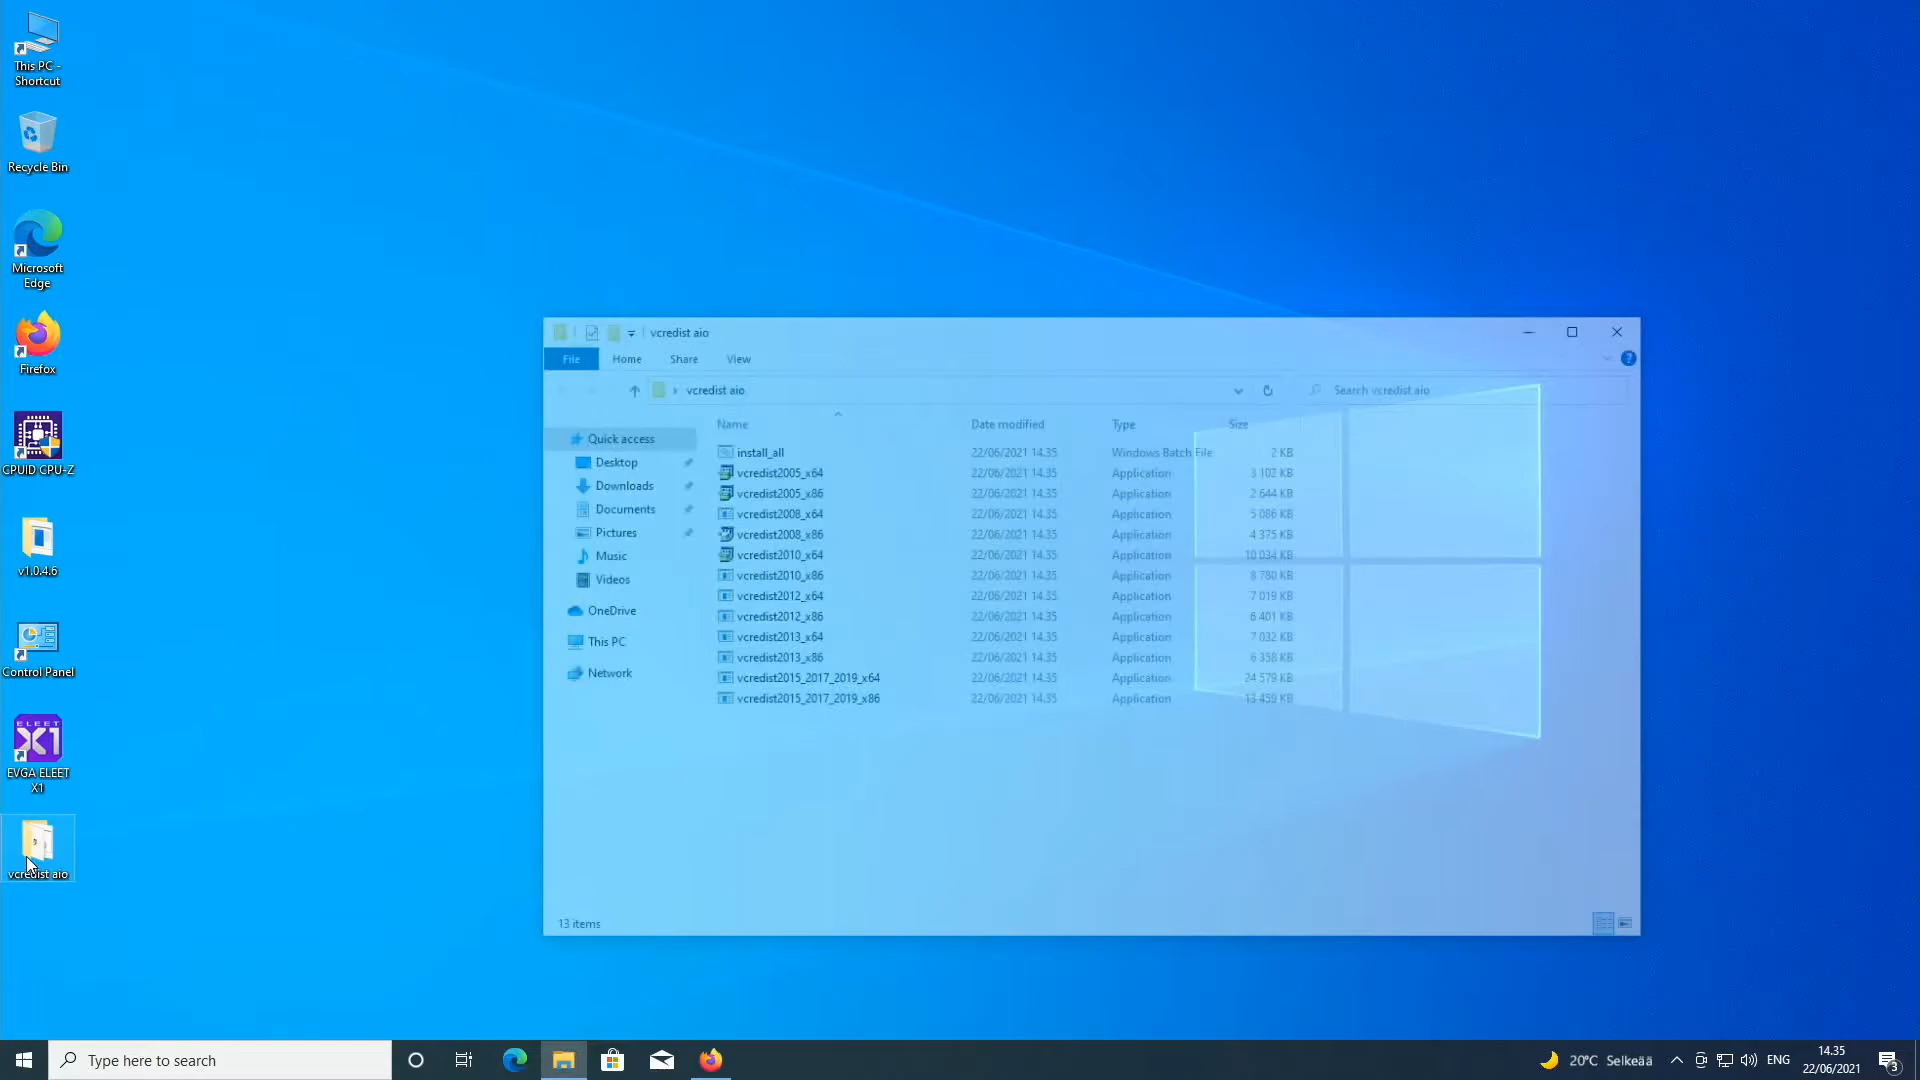 This PC -
Shortcut
Recycle Bin
Microsoft
Edge
Firefox
CPUID CPU-Z
v1.0.4.6
Control Panel
ELEET
X1
EVGA ELEET
X1
vcredist aio
vcredist aio
File Home Share View
vcredist aio
Search vcredist aio
Quick access
Desktop
Downloads
Documents
Pictures
Music
Videos
OneDrive
This PC
Network
Name Date modified Type Size
install_all 22/06/2021 14.35 Windows Batch File 2 KB
vcredist2005_x64 22/06/2021 14.35 Application 3 102 KB
vcredist2005_x86 22/06/2021 14.35 Application 2 644 KB
vcredist2008_x64 22/06/2021 14.35 Application 5 086 KB
vcredist2008_x86 22/06/2021 14.35 Application 4 375 KB
vcredist2010_x64 22/06/2021 14.35 Application 10 034 KB
vcredist2010_x86 22/06/2021 14.35 Application 8 780 KB
vcredist2012_x64 22/06/2021 14.35 Application 7 019 KB
vcredist2012_x86 22/06/2021 14.35 Application 6 401 KB
vcredist2013_x64 22/06/2021 14.35 Application 7 032 KB
vcredist2013_x86 22/06/2021 14.35 Application 6 358 KB
vcredist2015_2017_2019_x64 22/06/2021 14.35 Application 24 579 KB
vcredist2015_2017_2019_x86 22/06/2021 14.35 Application 13 459 KB
13 items
Type here to search
20°C Selkeää
ENG
14.35
22/06/2021
3